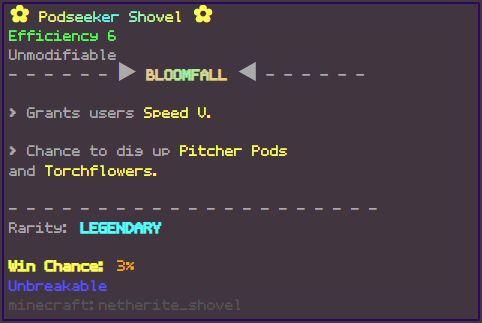 Podseeker Shovel
Efficiency 6
Unmodifiable
- - - - - - ▶ BLOOMFALL ◀ - - - - - -
> Grants users Speed V.
> Chance to dig up Pitcher Pods
and Torchflowers.
- - - - - - - - - - - - - - - - - - - - - -
Rarity: LEGENDARY
Win Chance: 3%
Unbreakable
minecraft:netherite_shovel